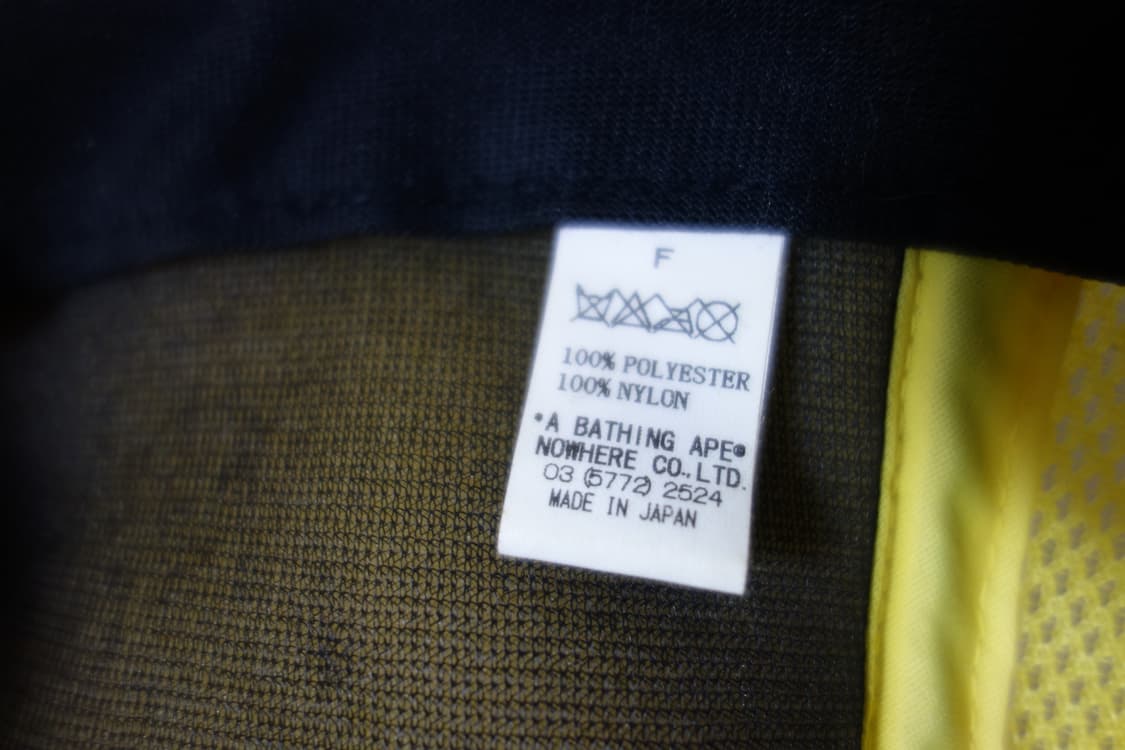 F
100% POLYESTER
100% NYLON
*A BATHING APE®
NOWHERE CO.,LTD.
03 (5772) 2524
MADE IN JAPAN